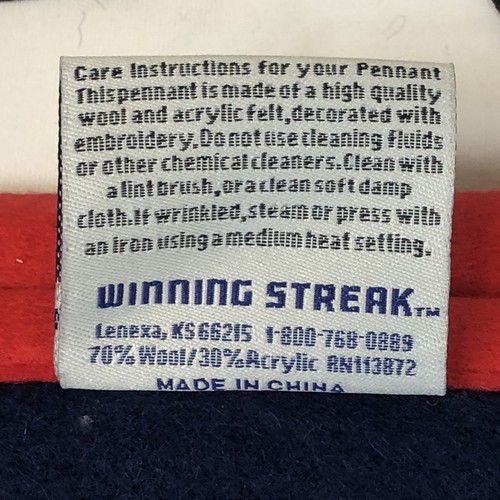 Care Instructions for your Pennant
This pennant is made of a high quality
wool and acrylic felt, decorated with
embroidery. Do not use cleaning fluids
or other chemical cleaners. Clean with
a lint brush, or a clean soft damp
cloth. If wrinkled, steam or press with
an iron using a medium heat setting.
WINNING STREAK™
Lenexa, KS 66215 1-800-768-0889
70% Wool/30% Acrylic RN113872
MADE IN CHINA